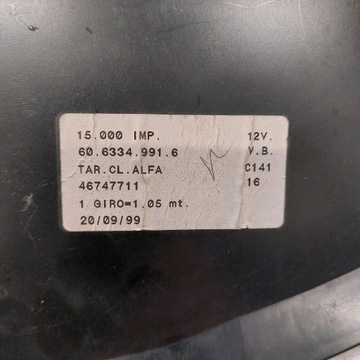 15.000 IMP. 12V.
60.6334.991.6 V.B.
TAR.CL.ALFA C141
46747711 16
1 GIRO=1.05 mt.
20/09/99